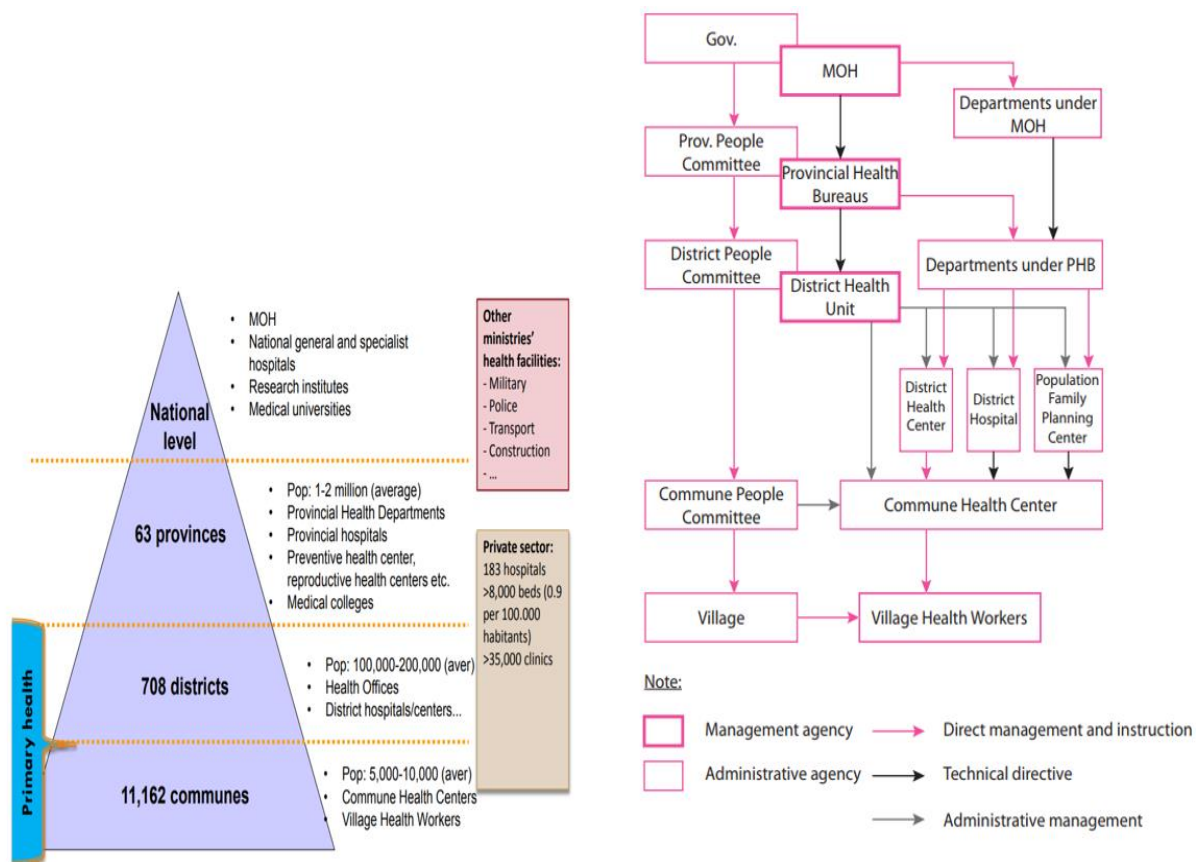 National
level
63 provinces
708 districts
11,162 communes
Primary health
• MOH
• National general and specialist
hospitals
• Research institutes
• Medical universities
• Pop: 1-2 million (average)
• Provincial Health Departments
• Provincial hospitals
• Preventive health center,
reproductive health centers etc.
• Medical colleges
• Pop: 100,000-200,000 (aver)
• Health Offices
• District hospitals/centers...
• Pop: 5,000-10,000 (aver)
• Commune Health Centers
• Village Health Workers
Other
ministries'
health facilities:
- Military
- Police
- Transport
- Construction
- ...
Private sector:
183 hospitals
>8,000 beds (0.9
per 100.000
habitants)
>35,000 clinics
Gov.
MOH
Departments under
MOH
Prov. People
Committee
Provincial Health
Bureaus
District People
Committee
Departments under PHB
District Health
Unit
District
Health
Center
District
Hospital
Population
Family
Planning
Center
Commune People
Committee
Commune Health Center
Village
Village Health Workers
Note:
Management agency
Direct management and instruction
Administrative agency
Technical directive
Administrative management